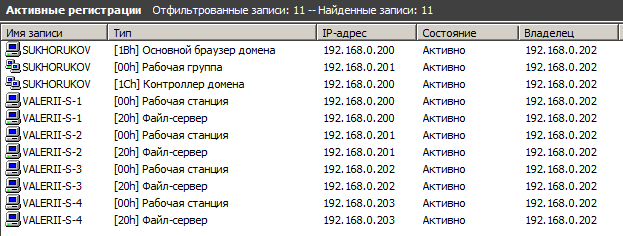 Активные регистрации Отфильтрованные записи: 11 -- Найденные записи: 11
Имя записи Тип IP-адрес Состояние Владелец
SUKHORUKOV [1Bh] Основной браузер домена 192.168.0.200 Активно 192.168.0.202
SUKHORUKOV [00h] Рабочая группа 192.168.0.201 Активно 192.168.0.202
SUKHORUKOV [1Ch] Контроллер домена 192.168.0.200 Активно 192.168.0.202
VALERII-S-1 [00h] Рабочая станция 192.168.0.200 Активно 192.168.0.202
VALERII-S-1 [20h] Файл-сервер 192.168.0.200 Активно 192.168.0.202
VALERII-S-2 [00h] Рабочая станция 192.168.0.201 Активно 192.168.0.202
VALERII-S-2 [20h] Файл-сервер 192.168.0.201 Активно 192.168.0.202
VALERII-S-3 [00h] Рабочая станция 192.168.0.202 Активно 192.168.0.202
VALERII-S-3 [20h] Файл-сервер 192.168.0.202 Активно 192.168.0.202
VALERII-S-4 [00h] Рабочая станция 192.168.0.203 Активно 192.168.0.202
VALERII-S-4 [20h] Файл-сервер 192.168.0.203 Активно 192.168.0.202